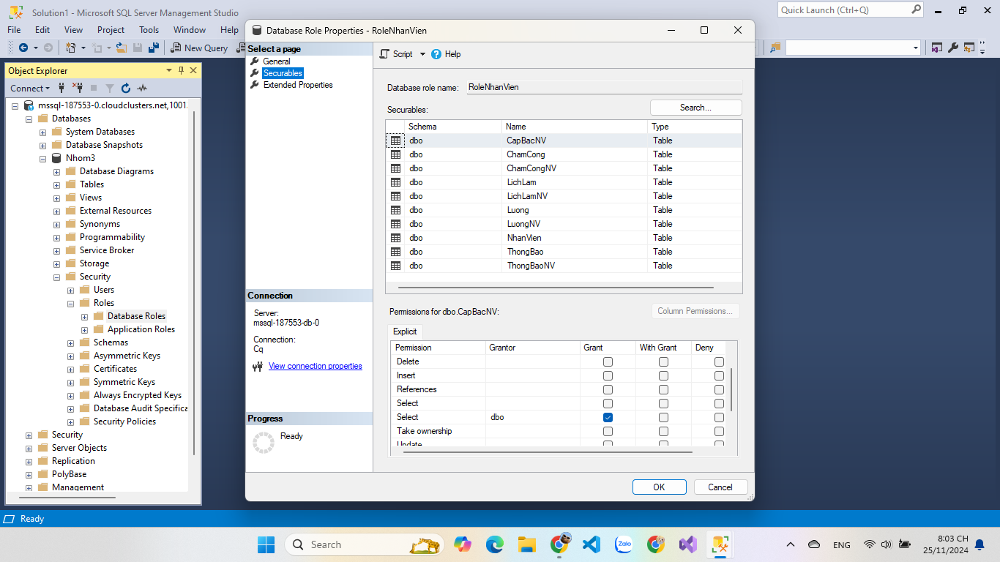 Solution1 - Microsoft SQL Server Management Studio
Quick Launch (Ctrl+Q)
File Edit View Project Tools Window Help
New Query
Object Explorer
Connect
mssql-187553-0.cloudclusters.net,1001
Databases
System Databases
Database Snapshots
Nhom3
Database Diagrams
Tables
Views
External Resources
Synonyms
Programmability
Service Broker
Storage
Security
Users
Roles
Database Roles
Application Roles
Schemas
Asymmetric Keys
Certificates
Symmetric Keys
Always Encrypted Keys
Database Audit Specifica
Security Policies
Security
Server Objects
Replication
PolyBase
Management
Database Role Properties - RoleNhanVien
Select a page
General
Securables
Extended Properties
Connection
Server:
mssql-187553-db-0
Connection:
Cq
View connection properties
Progress
Ready
Script Help
Database role name: RoleNhanVien
Securables: Search...
Schema Name Type
dbo CapBacNV Table
dbo ChamCong Table
dbo ChamCongNV Table
dbo LichLam Table
dbo LichLamNV Table
dbo Luong Table
dbo LuongNV Table
dbo NhanVien Table
dbo ThongBao Table
dbo ThongBaoNV Table
Permissions for dbo.CapBacNV: Column Permissions...
Explicit
Permission Grantor Grant With Grant Deny
Delete
Insert
References
Select
Select dbo
Take ownership
Update
OK Cancel
Ready
Search
Zalo
ENG
8:03 CH
25/11/2024